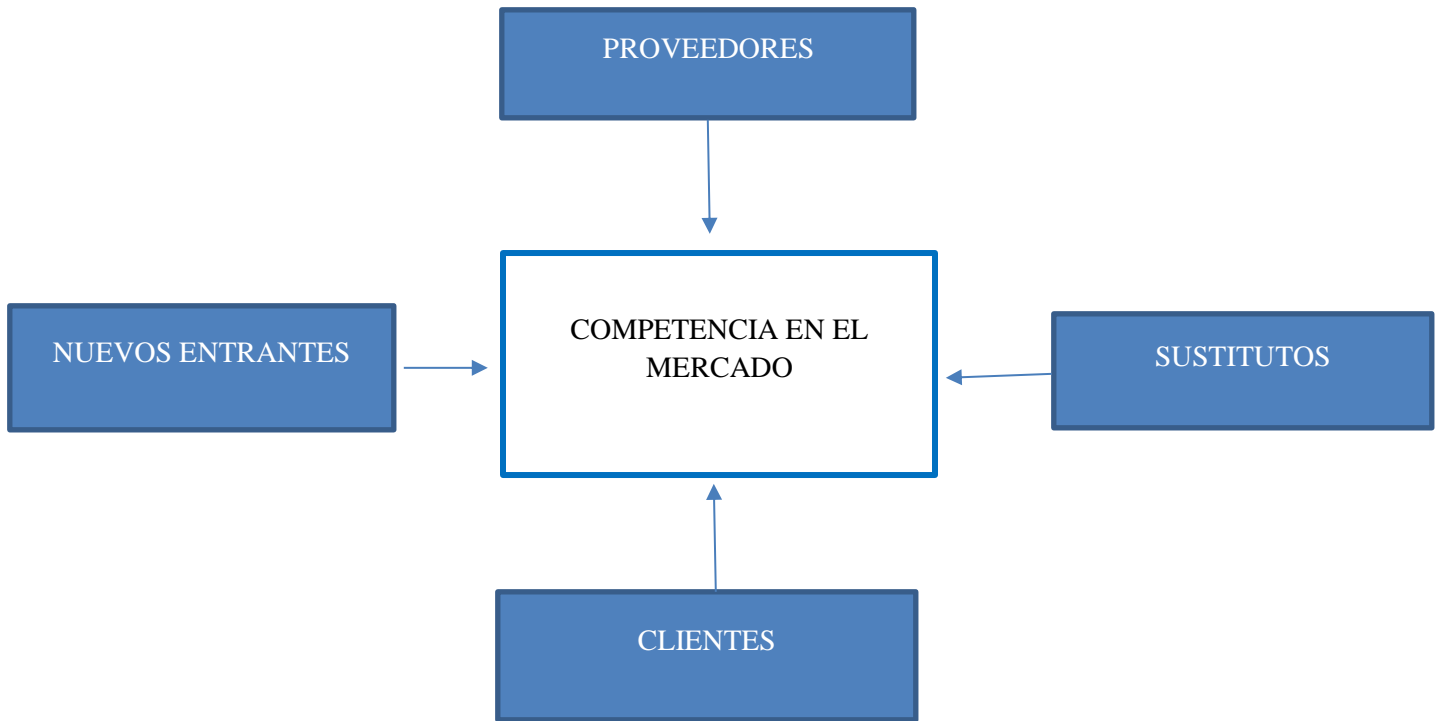 PROVEEDORES
NUEVOS ENTRANTES
COMPETENCIA EN EL
MERCADO
SUSTITUTOS
CLIENTES